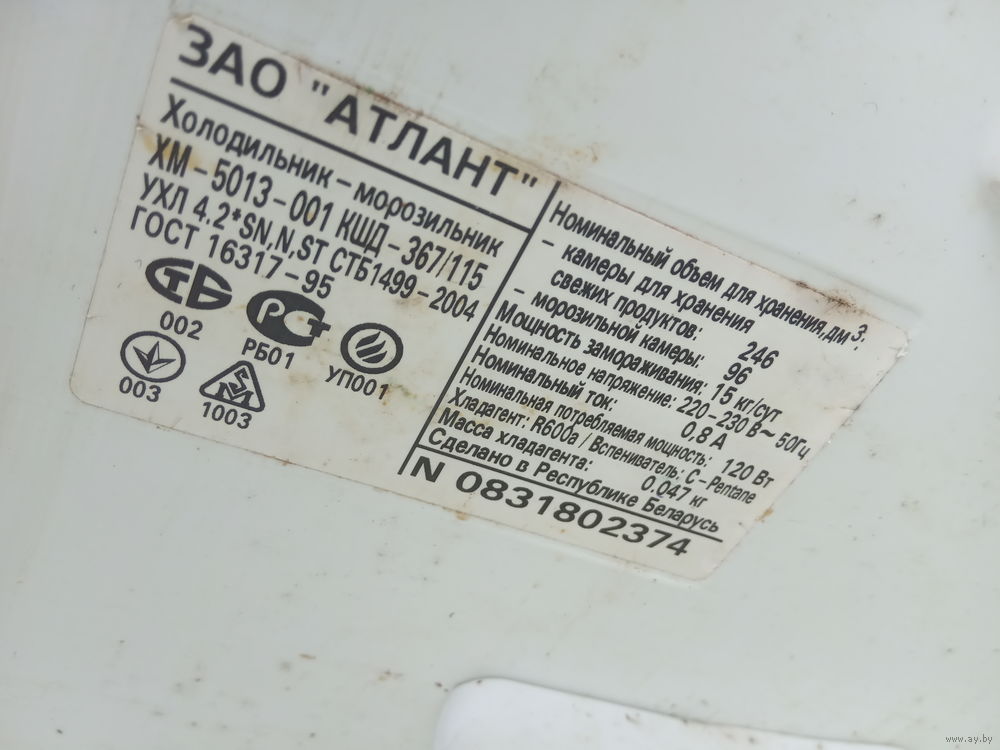 ЗАО "АТЛАНТ"
Холодильник – морозильник
ХМ – 5013 – 001 КШД – 367/115
УХЛ 4.2*SN,N,ST СТБ1499–2004
ГОСТ 16317–95
СТБ
002
РСТ
РБ01
УП001
003
1003
Номинальный объем для хранения,дм3:
– камеры для хранения
свежих продуктов: 246
– морозильной камеры: 96
Мощность замораживания: 15 кг/сут
Номинальное напряжение: 220–230 В~ 50Гц
Номинальный ток: 0,8 А
Номинальная потребляемая мощность: 120 Вт
Хладагент: R600a / Вспениватель: C–Pentane
Масса хладагента: 0.047 кг
Сделано в Республике Беларусь
N 0831802374
www.ay.by